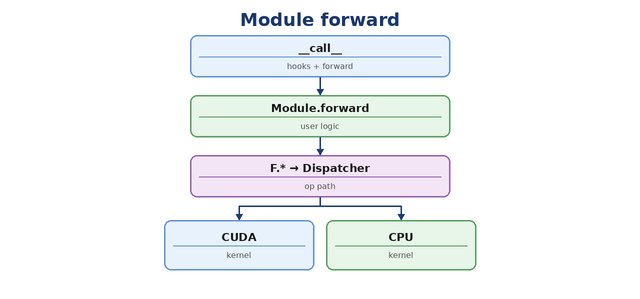 Module forward
__call__
hooks + forward
Module.forward
user logic
F.* → Dispatcher
op path
CUDA
kernel
CPU
kernel